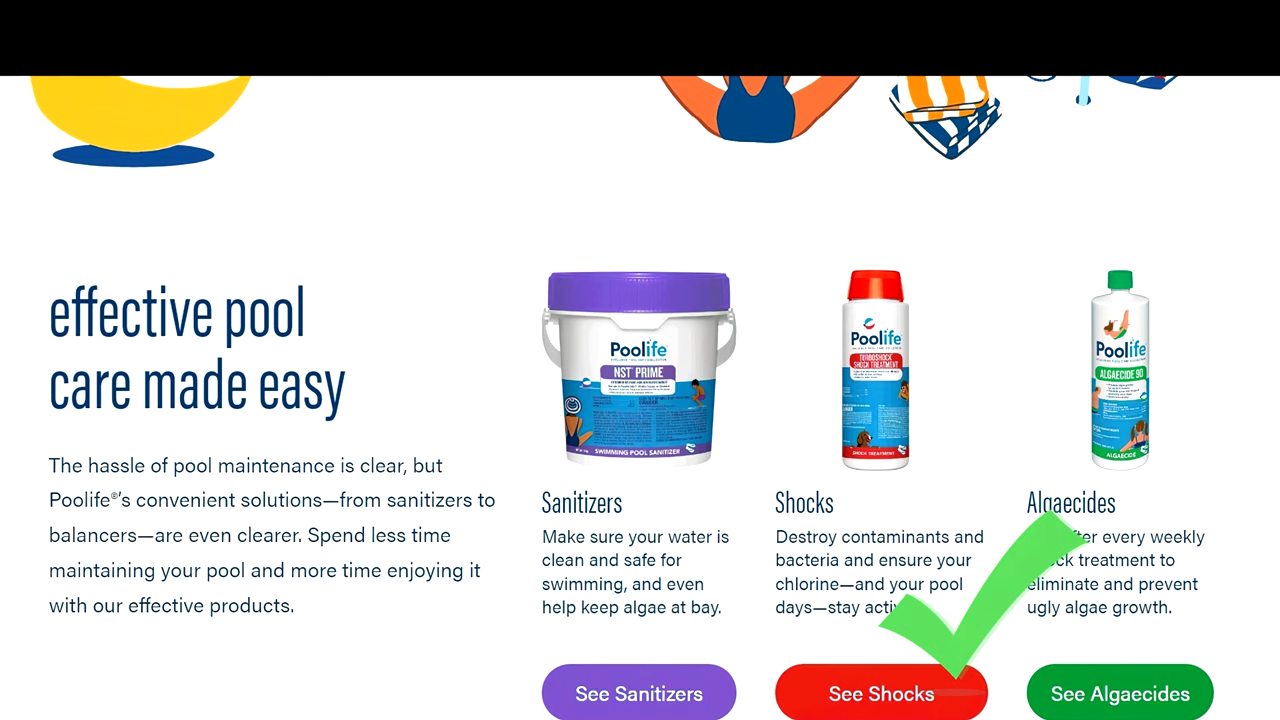 effective pool
care made easy
The hassle of pool maintenance is clear, but
Poolife®'s convenient solutions—from sanitizers to
balancers—are even clearer. Spend less time
maintaining your pool and more time enjoying it
with our effective products.
Poolife
NST PRIME
SWIMMING POOL SANITIZER
Sanitizers
Make sure your water is
clean and safe for
swimming, and even
help keep algae at bay.
See Sanitizers
Poolife
TURBOSHOCK
SHOCK TREATMENT
SHOCK TREATMENT
Shocks
Destroy contaminants and
bacteria and ensure your
chlorine—and your pool
days—stay
See Shocks
Poolife
ALGAECIDE 90
ALGAECIDE
Algaecides
every weekly
treatment to
eliminate and prevent
ugly algae growth.
See Algaecides